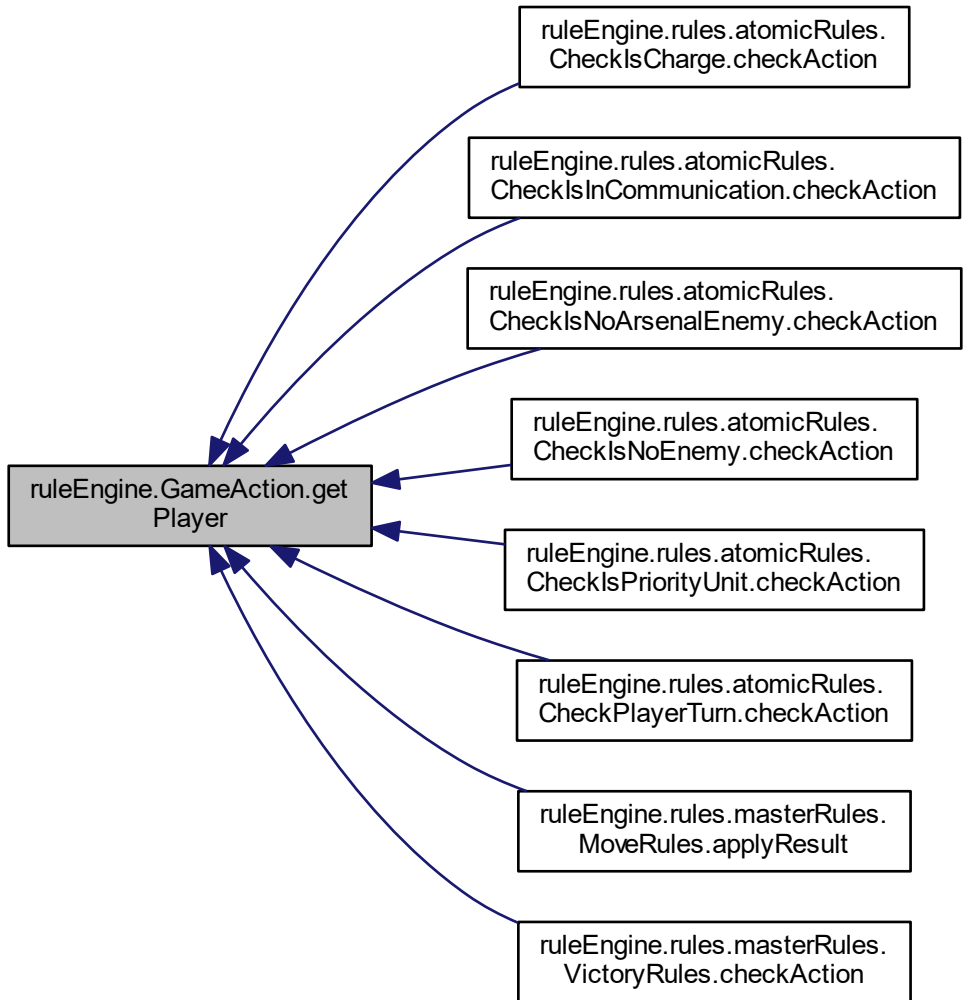 ruleEngine.rules.atomicRules.
CheckIsCharge.checkAction
ruleEngine.rules.atomicRules.
CheckIsInCommunication.checkAction
ruleEngine.rules.atomicRules.
CheckIsNoArsenalEnemy.checkAction
ruleEngine.rules.atomicRules.
CheckIsNoEnemy.checkAction
ruleEngine.GameAction.get
Player
ruleEngine.rules.atomicRules.
CheckIsPriorityUnit.checkAction
ruleEngine.rules.atomicRules.
CheckPlayerTurn.checkAction
ruleEngine.rules.masterRules.
MoveRules.applyResult
ruleEngine.rules.masterRules.
VictoryRules.checkAction